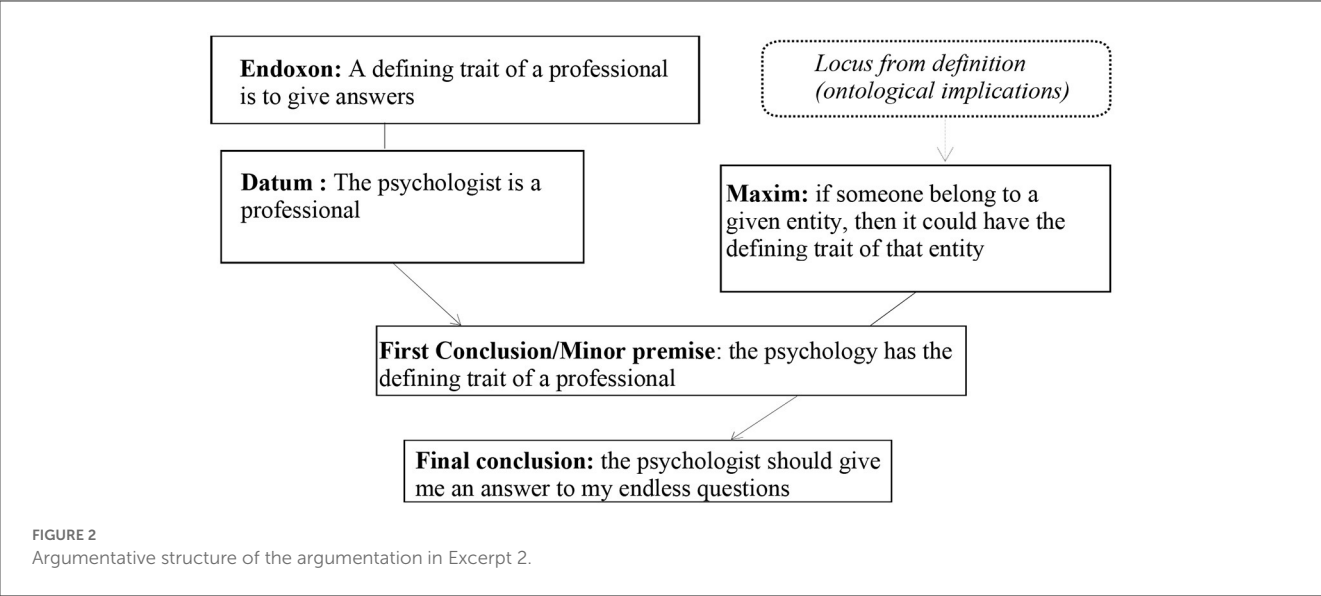 Endoxon: A defining trait of a professional
is to give answers
Locus from definition
(ontological implications)
Datum : The psychologist is a
professional
Maxim: if someone belong to a
given entity, then it could have the
defining trait of that entity
First Conclusion/Minor premise: the psychology has the
defining trait of a professional
Final conclusion: the psychologist should give
me an answer to my endless questions
FIGURE 2
Argumentative structure of the argumentation in Excerpt 2.